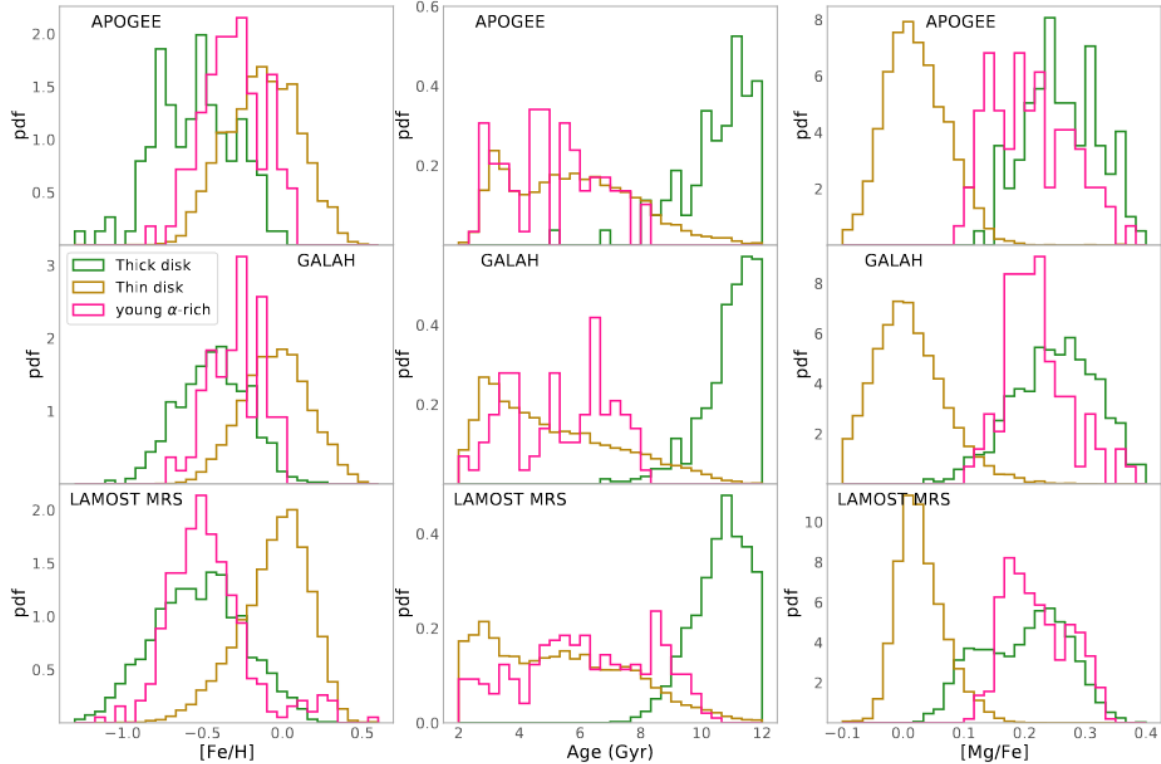 APOGEE
pdf
2.0
1.5
1.0
0.5
APOGEE
pdf
0.6
0.4
0.2
0.0
APOGEE
pdf
8
6
4
2
0
GALAH
Thick disk
Thin disk
young α-rich
pdf
3
2
1
GALAH
pdf
0.4
0.2
GALAH
pdf
8
6
4
2
LAMOST MRS
pdf
2.0
1.5
1.0
0.5
−1.0 −0.5 0.0 0.5
[Fe/H]
LAMOST MRS
pdf
0.4
0.2
0.0
2 4 6 8 10 12
Age (Gyr)
LAMOST MRS
pdf
10
8
6
4
2
−0.1 0.0 0.1 0.2 0.3 0.4
[Mg/Fe]